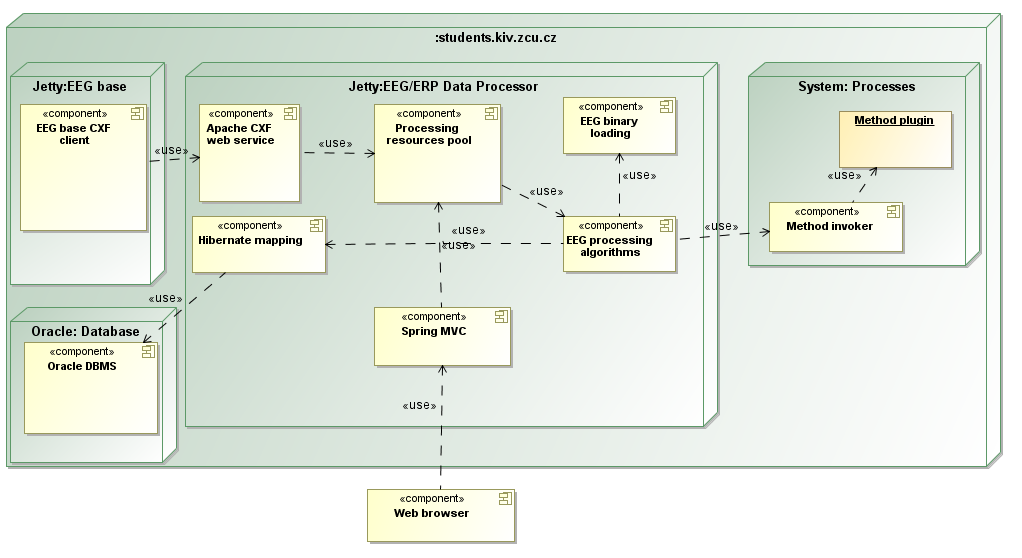 :students.kiv.zcu.cz
Jetty:EEG base
«component»
EEG base CXF
client
«use»
Jetty:EEG/ERP Data Processor
«component»
Apache CXF
web service
«use»
«component»
Processing
resources pool
«use»
«component»
EEG binary
loading
«use»
«component»
Hibernate mapping
«use»
«use»
«component»
EEG processing
algorithms
«use»
System: Processes
Method plugin
«use»
«component»
Method invoker
«use»
Oracle: Database
«component»
Oracle DBMS
«component»
Spring MVC
«use»
«component»
Web browser